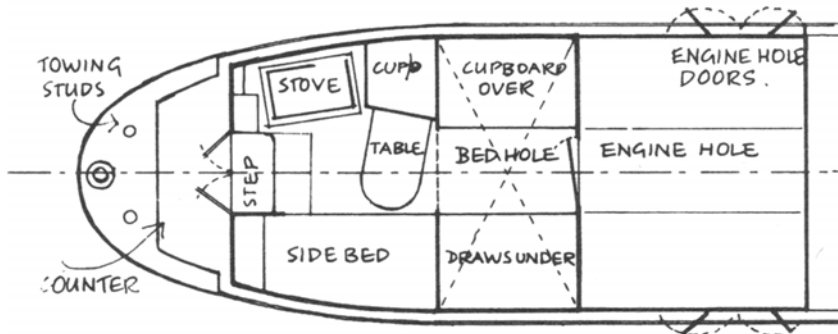 TOWING
STUDS
STOVE
CUPD
CUPBOARD
OVER
ENGINE HOLE
DOORS.
TABLE
BED HOLE
ENGINE HOLE
STEP
SIDE BED
DRAWS UNDER
COUNTER